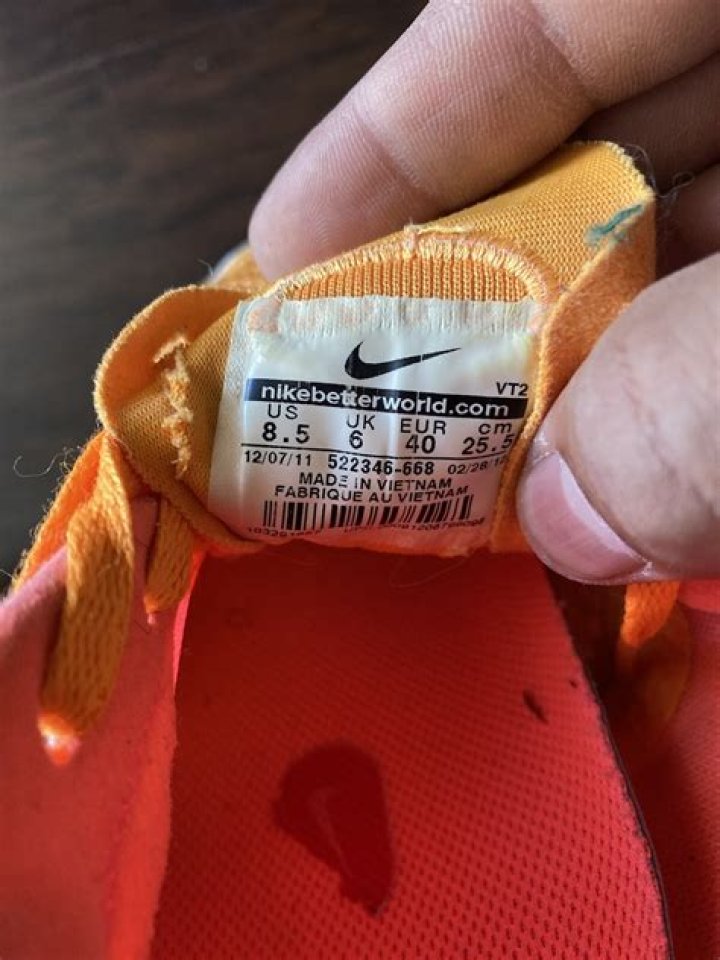 VT2
nikebetterworld.com
US UK EUR cm
8.5 6 40 25.5
12/07/11 522346-668
MADE IN VIETNAM
FABRIQUE AU VIETNAM